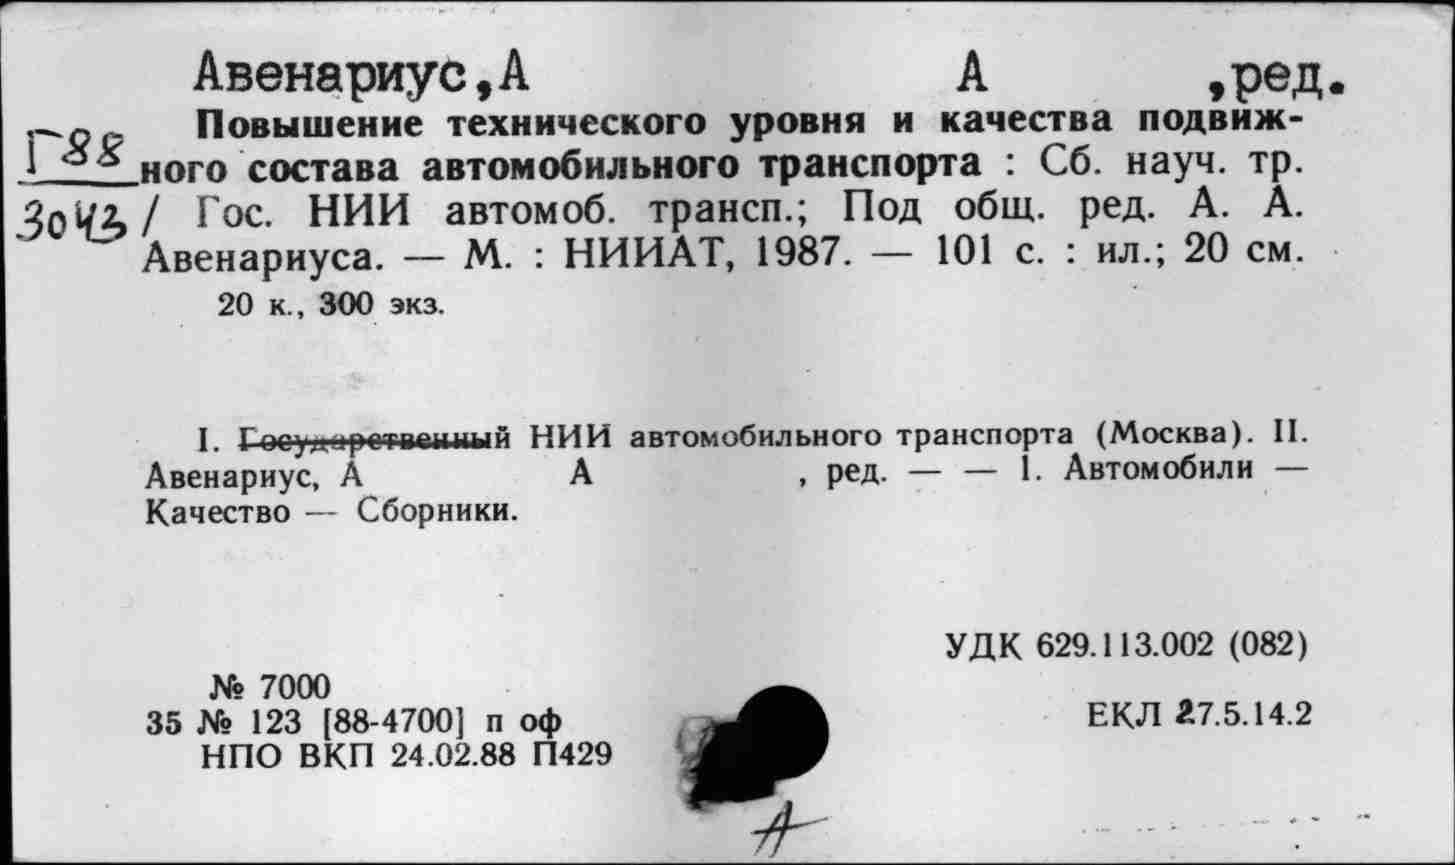 Авенариус, А А , ред.
Повышение технического уровня и качества подвиж-
Г88 ного состава автомобильного транспорта : Сб. науч. тр.
/ Гос. НИИ автомоб. трансп.; Под общ. ред. А. А.
Авенариуса. — М. : НИИАТ, 1987. — 101 с. : ил.; 20 см.
20 к., 300 экз.
I. Государственный НИИ автомобильного транспорта (Москва). II.
Авенариус, А А , ред. — — 1. Автомобили —
Качество — Сборники.
УДК 629.113.002 (082)
№ 7000
35 № 123 [88-4700] п оф
ЕКЛ 27.5.14.2
НПО ВКП 24.02.88 П429
А